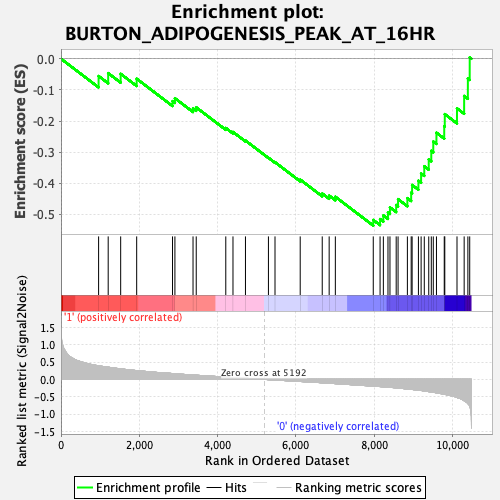 Enrichment plot:
BURTON_ADIPOGENESIS_PEAK_AT_16HR
Enrichment score (ES)
0.0
-0.1
-0.2
-0.3
-0.4
-0.5
'1' (positively correlated)
Ranked list metric (Signal2Noise)
1.5
1.0
0.5
0.0
-0.5
-1.0
-1.5
Zero cross at 5192
'0' (negatively correlated)
0
2,000
4,000
6,000
8,000
10,000
Rank in Ordered Dataset
Enrichment profile
Hits
Ranking metric scores